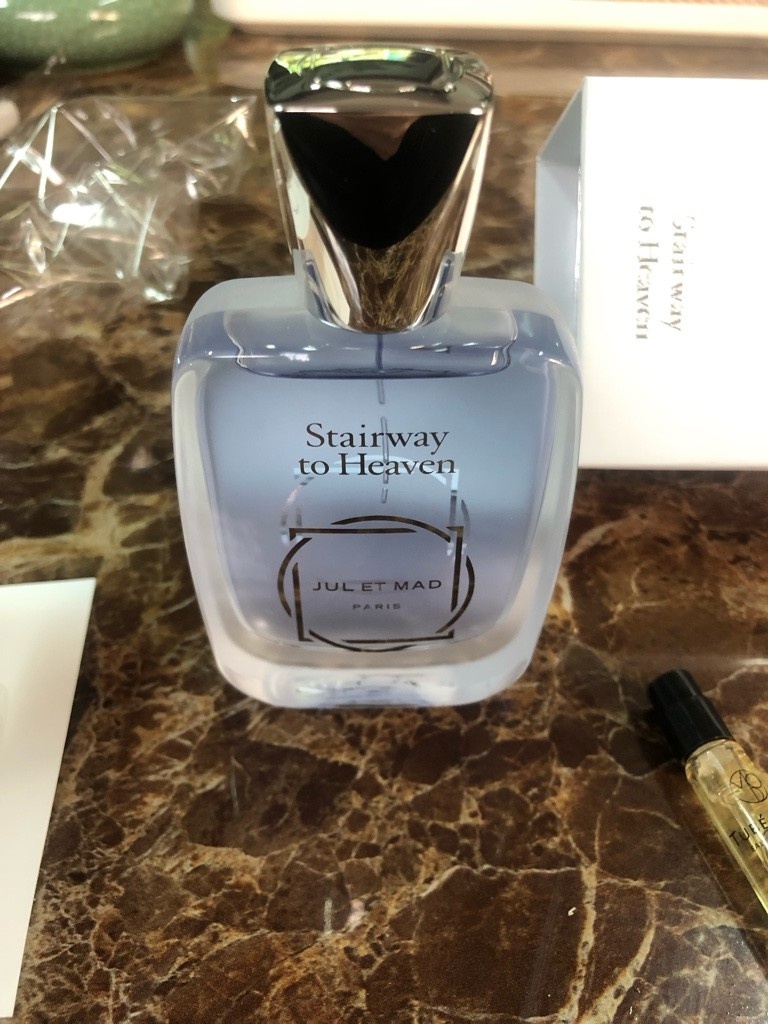 Stairway
to Heaven
JUL ET MAD
PARIS
Stairway
to Heaven